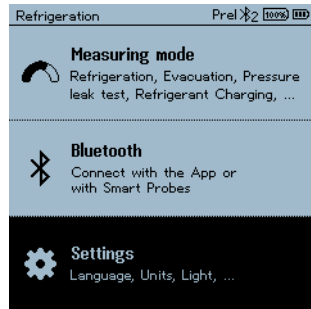 Refrigeration Prel 2 100%
Measuring mode
Refrigeration, Evacuation, Pressure
leak test, Refrigerant Charging, ...
Bluetooth
Connect with the App or
with Smart Probes
Settings
Language, Units, Light, ...